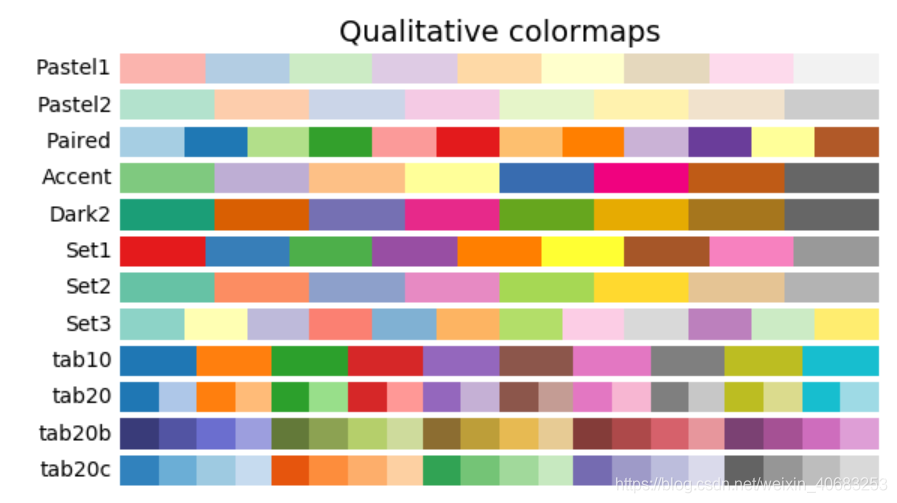 Qualitative colormaps
Pastel1
Pastel2
Paired
Accent
Dark2
Set1
Set2
Set3
tab10
tab20
tab20b
tab20c
https://blog.csdn.net/weixin_40683253